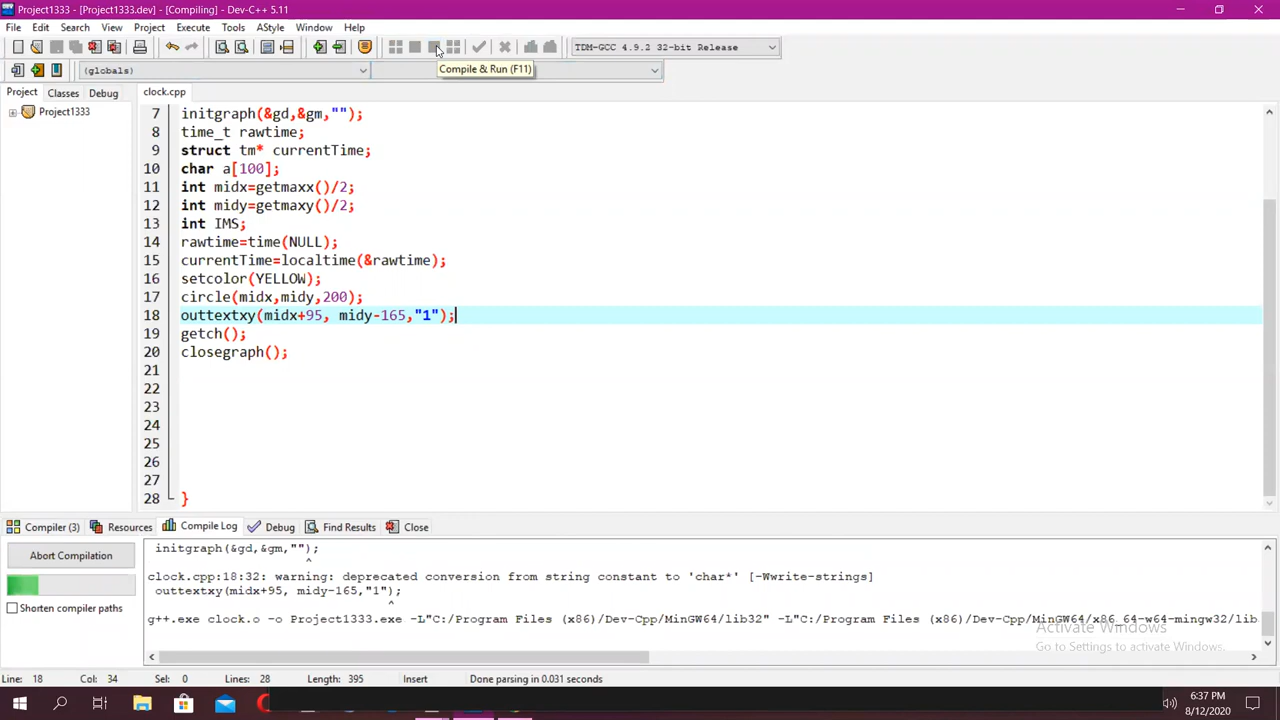 Project1333 - [Project1333.dev] - [Compiling] - Dev-C++ 5.11
File Edit Search View Project Execute Tools AStyle Window Help
TDM-GCC 4.9.2 32-bit Release
(globals)
Compile & Run (F11)
Project Classes Debug
clock.cpp
Project1333
7 initgraph(&gd,&gm,"");
8 time_t rawtime;
9 struct tm* currentTime;
10 char a[100];
11 int midx=getmaxx()/2;
12 int midy=getmaxy()/2;
13 int IMS;
14 rawtime=time(NULL);
15 currentTime=localtime(&rawtime);
16 setcolor(YELLOW);
17 circle(midx,midy,200);
18 outtextxy(midx+95, midy-165,"1");
19 getch();
20 closegraph();
21
22
23
24
25
26
27
28 }
Compiler (3) Resources Compile Log Debug Find Results Close
Abort Compilation
Shorten compiler paths
initgraph(&gd,&gm,"");
^
clock.cpp:18:32: warning: deprecated conversion from string constant to 'char*' [-Wwrite-strings]
outtextxy(midx+95, midy-165,"1");
^
g++.exe clock.o -o Project1333.exe -L"C:/Program Files (x86)/Dev-Cpp/MinGW64/lib32" -L"C:/Program Files (x86)/Dev-Cpp/MinGW64/x86_64-w64-mingw32/lib
Activate Windows
Go to Settings to activate Windows.
Line: 18 Col: 34 Sel: 0 Lines: 28 Length: 395 Insert Done parsing in 0.031 seconds
6:37 PM
8/12/2020